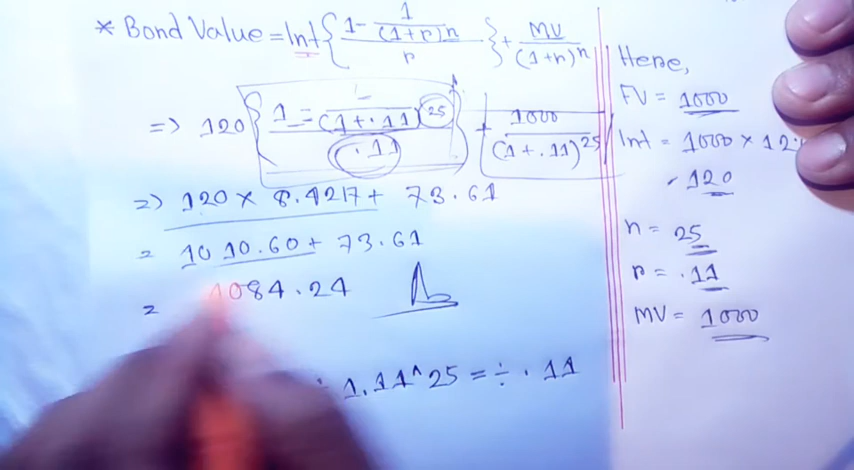 * Bond Value = Int { 1 - 1/(1+r)n / r } + MV/(1+r)n
=> 120 { 1 - 1/(1+.11)25 / .11 } + 1000/(1+.11)25
=> 120 × 8.4217 + 73.61
= 1010.60 + 73.61
= 1084.24
÷ 1.11^25 = ÷ .11
Here,
FV = 1000
Int = 1000 × 12%
120
n = 25
r = .11
MV = 1000